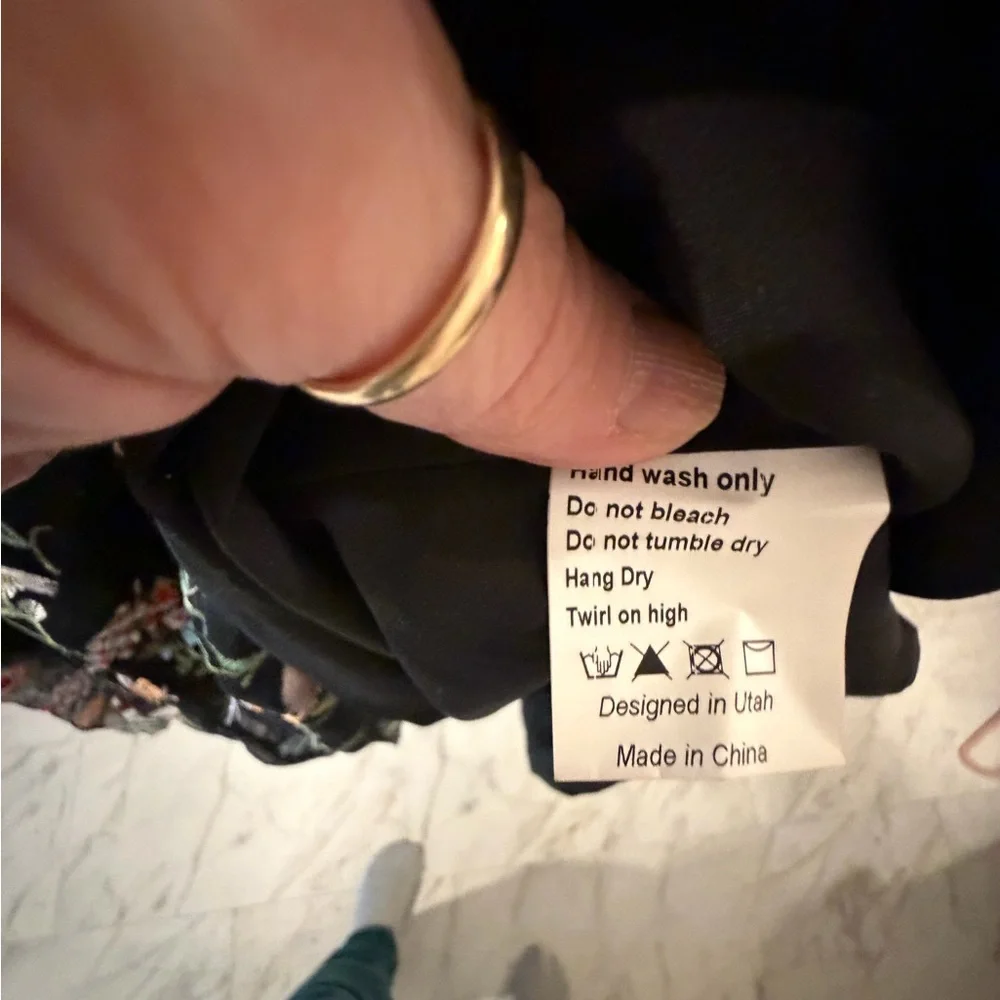 Hand wash only
Do not bleach
Do not tumble dry
Hang Dry
Twirl on high
Designed in Utah
Made in China